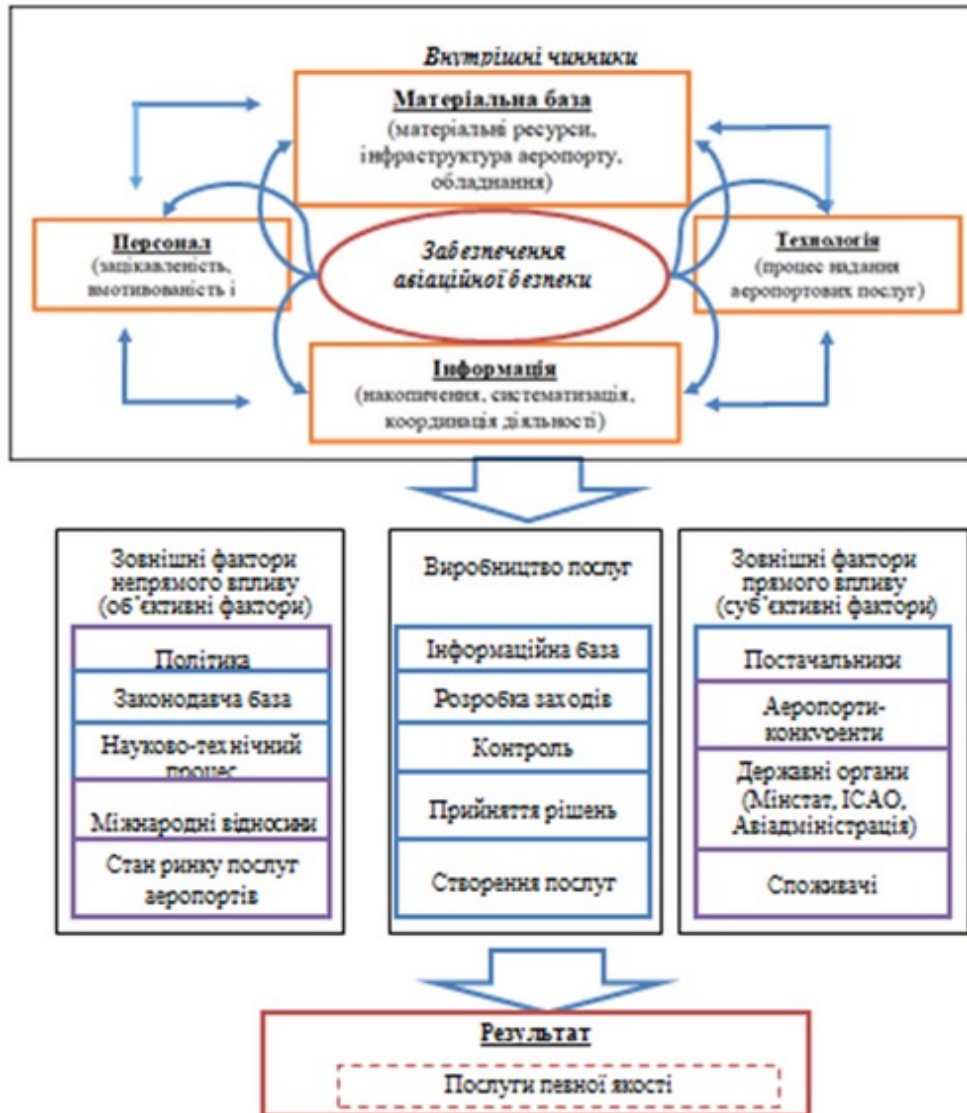 Внутрішні чинники
Матеріальна база
(матеріальні ресурси,
інфраструктура аеропорту,
обладнання)
Персонал
(зацікавленість,
вмотивованість і
Забезпечення
авіаційної безпеки
Технологія
(процес надання
аеропортових послуг)
Інформація
(накопичення, систематизація,
координація діяльності)
Зовнішні фактори
непрямого впливу
(об'єктивні фактори)
Політика
Законодавча база
Науково-технічний
процес
Міжнародні відносини
Стан ринку послуг
аеропортів
Виробництво послуг
Інформаційна база
Розробка заходів
Контроль
Прийняття рішень
Створення послуг
Зовнішні фактори
прямого впливу
(суб'єктивні фактори)
Постачальники
Аеропорти-
конкуренти
Державні органи
(Мінстат, ІСАО,
Авіадміністрація)
Споживачі
Результат
Послуги певної якості